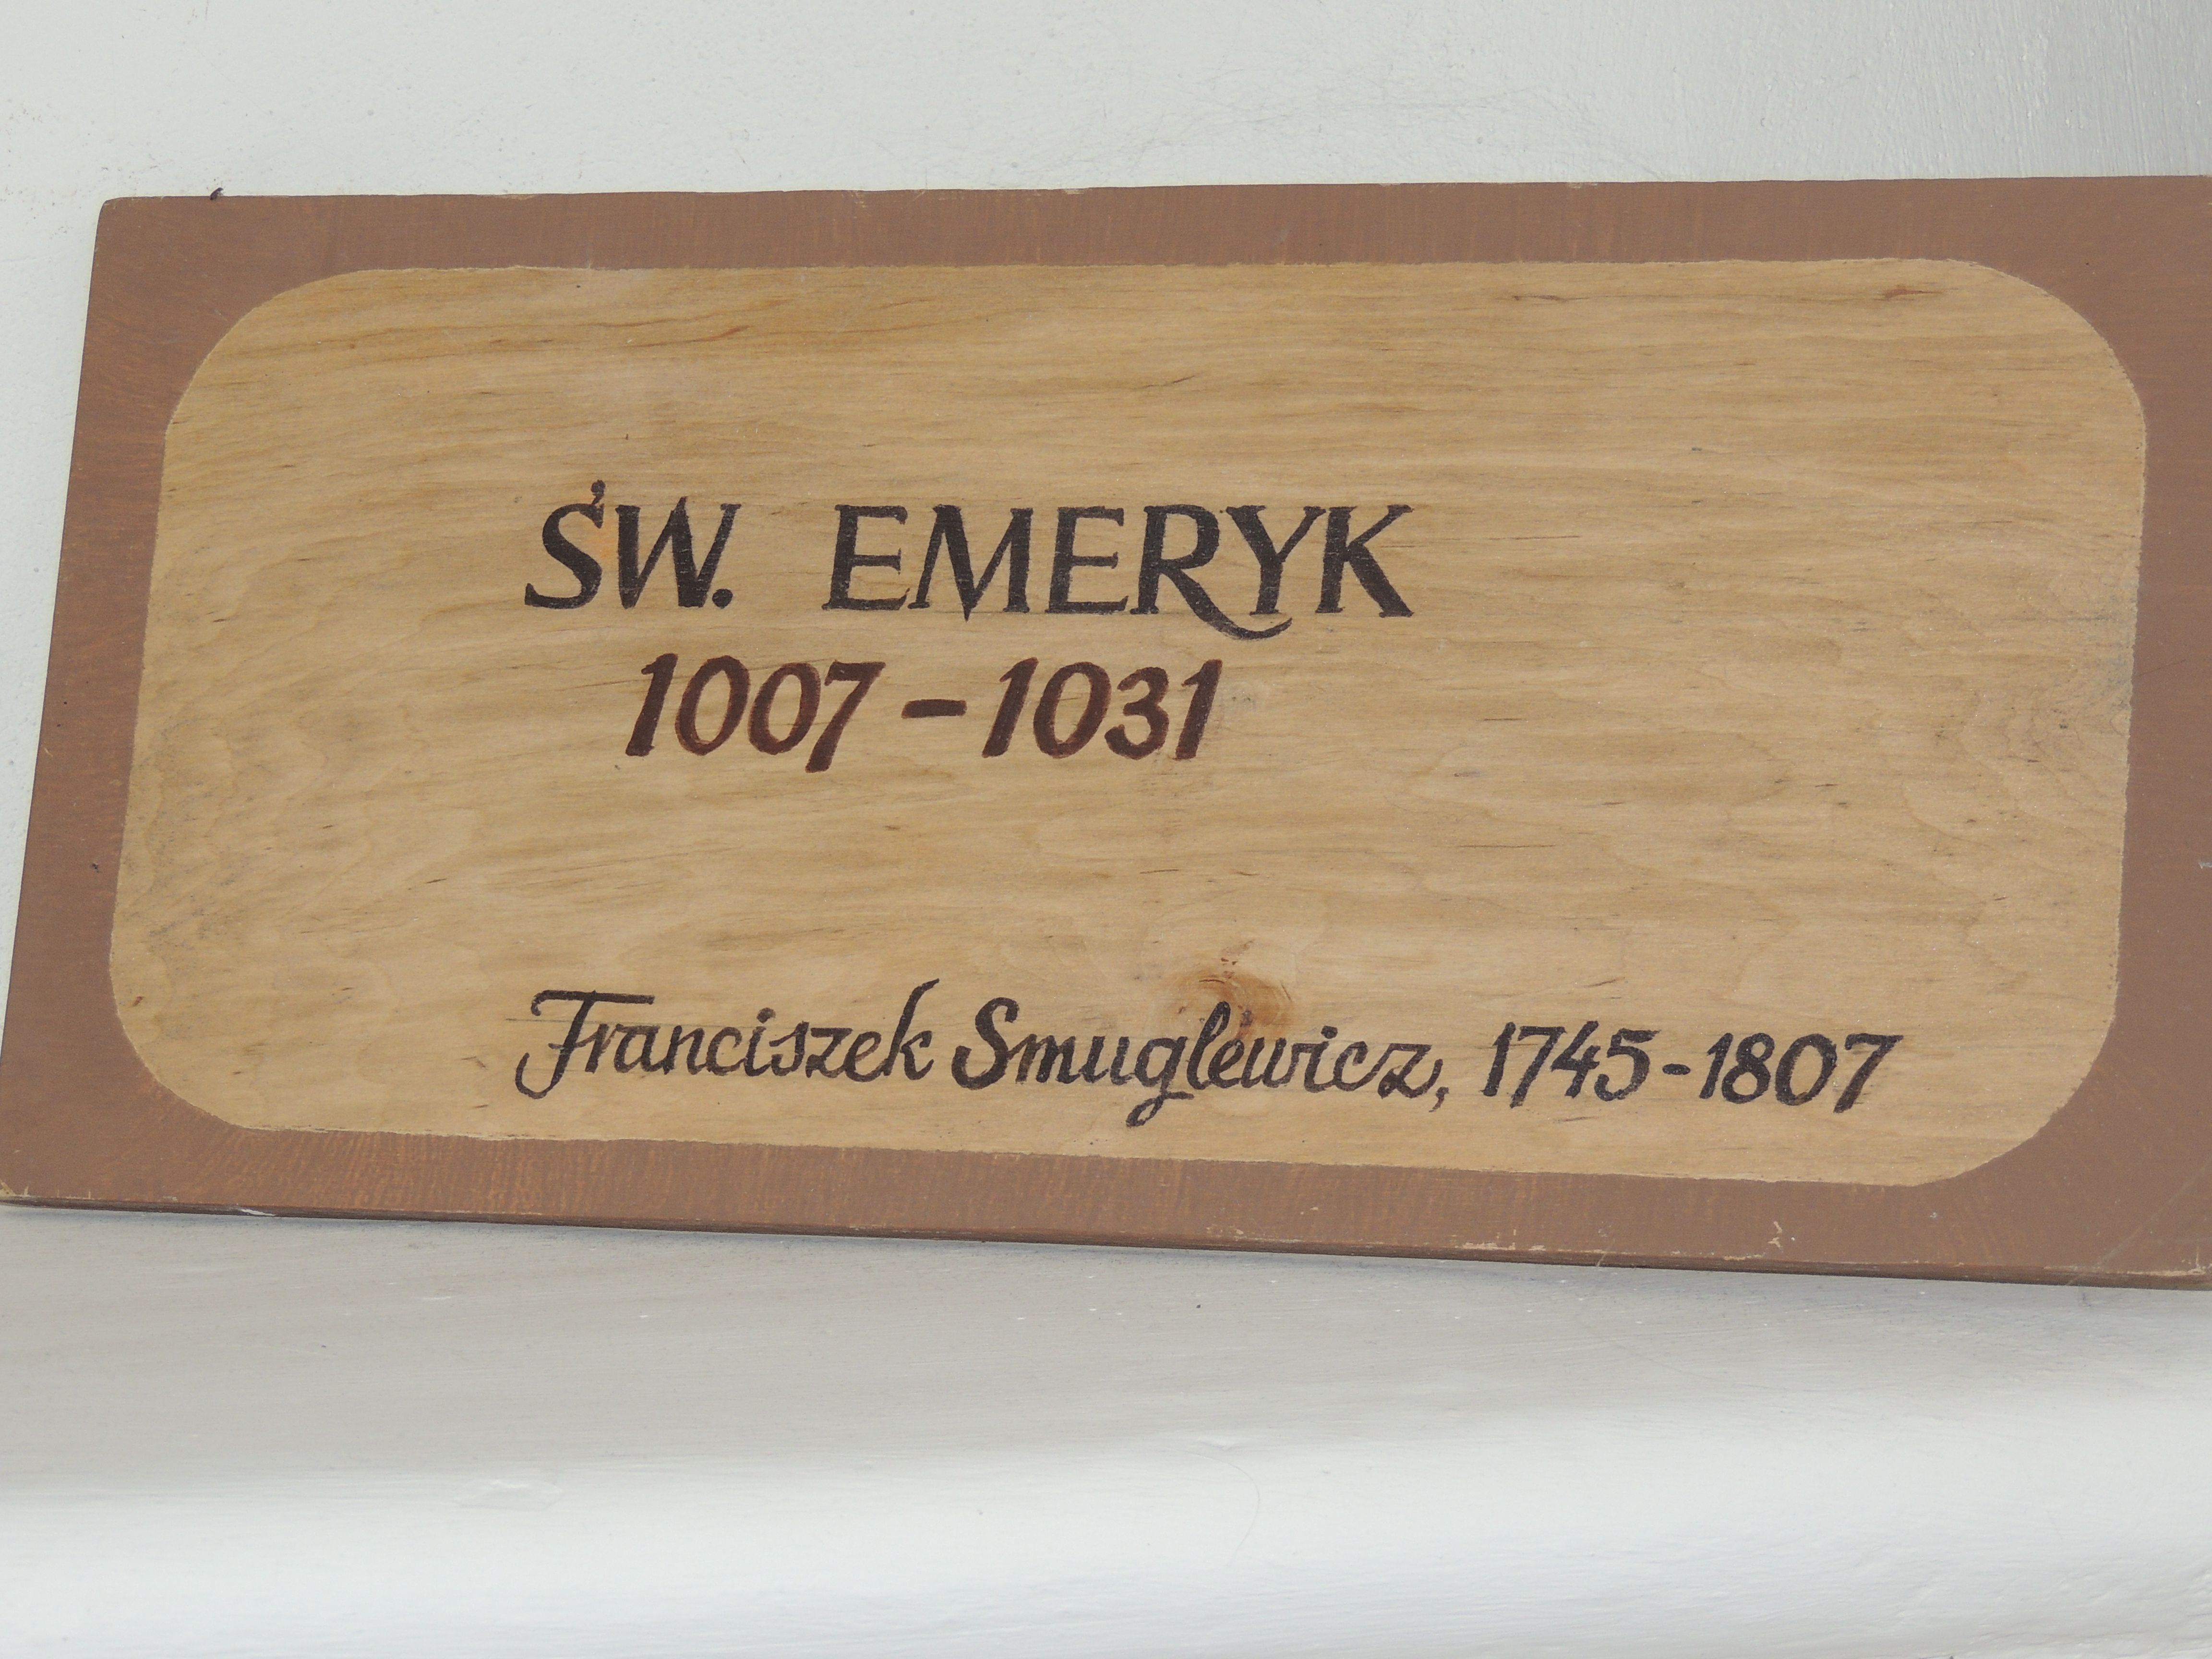 ŚW. EMERYK
1007-1031
Franciszek Smuglewicz, 1745-1807